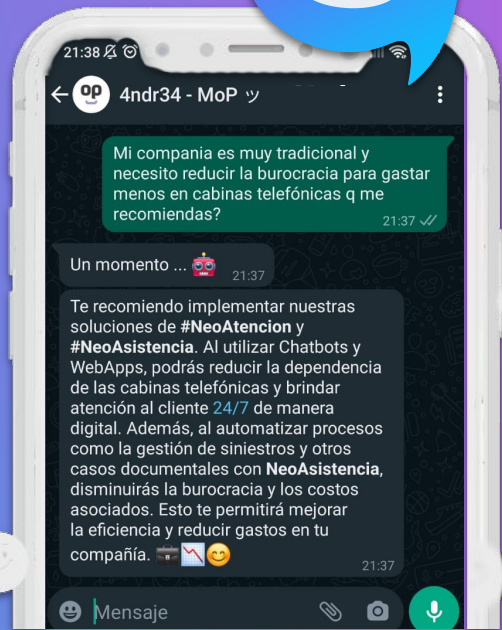 21:38
op
4ndr34 - MoP ツ
Mi compania es muy tradicional y
necesito reducir la burocracia para gastar
menos en cabinas telefónicas q me
recomiendas?
21:37
Un momento ... 🤖
21:37
Te recomiendo implementar nuestras
soluciones de #NeoAtencion y
#NeoAsistencia. Al utilizar Chatbots y
WebApps, podrás reducir la dependencia
de las cabinas telefónicas y brindar
atención al cliente 24/7 de manera
digital. Además, al automatizar procesos
como la gestión de siniestros y otros
casos documentales con NeoAsistencia,
disminuirás la burocracia y los costos
asociados. Esto te permitirá mejorar
la eficiencia y reducir gastos en tu
compañía. 💼📉😊
21:37
Mensaje